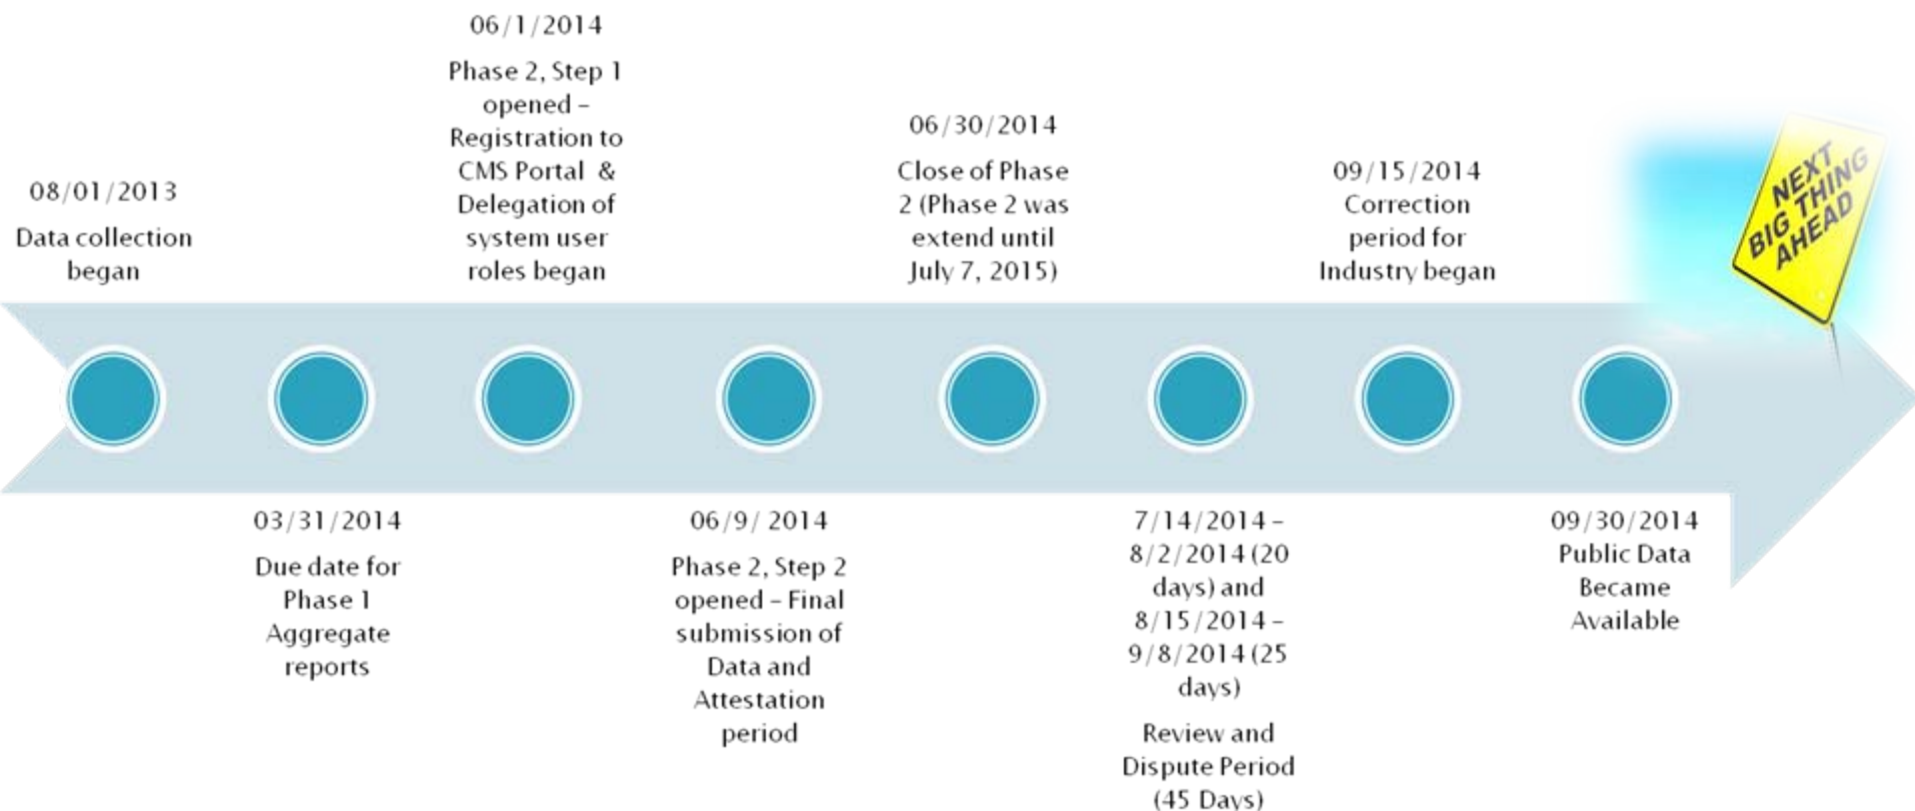 08/01/2013
Data collection
began
03/31/2014
Due date for
Phase 1
Aggregate
reports
06/1/2014
Phase 2, Step 1
opened –
Registration to
CMS Portal &
Delegation of
system user
roles began
06/9/ 2014
Phase 2, Step 2
opened – Final
submission of
Data and
Attestation
period
06/30/2014
Close of Phase
2 (Phase 2 was
extend until
July 7, 2015)
7/14/2014 –
8/2/2014 (20
days) and
8/15/2014 –
9/8/2014 (25
days)
Review and
Dispute Period
(45 Days)
09/15/2014
Correction
period for
Industry began
09/30/2014
Public Data
Became
Available
NEXT
BIG THING
AHEAD